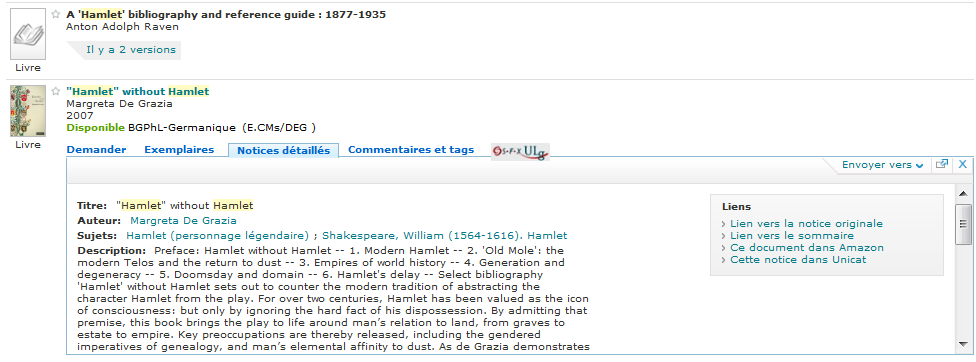 A 'Hamlet' bibliography and reference guide : 1877-1935
Anton Adolph Raven
Il y a 2 versions
Livre
"Hamlet" without Hamlet
Margreta De Grazia
2007
Disponible BGPhL-Germanique (E.CMs/DEG )
Livre
Demander Exemplaires Notices détaillés Commentaires et tags S·F·X ULg
Envoyer vers X
Titre: "Hamlet" without Hamlet
Auteur: Margreta De Grazia
Sujets: Hamlet (personnage légendaire) ; Shakespeare, William (1564-1616). Hamlet
Description: Preface: Hamlet without Hamlet -- 1. Modern Hamlet -- 2. 'Old Mole': the
modern Telos and the return to dust -- 3. Empires of world history -- 4. Generation and
degeneracy -- 5. Doomsday and domain -- 6. Hamlet's delay -- Select bibliography
'Hamlet' without Hamlet sets out to counter the modern tradition of abstracting the
character Hamlet from the play. For over two centuries, Hamlet has been valued as the icon
of consciousness: but only by ignoring the hard fact of his dispossession. By admitting that
premise, this book brings the play to life around man's relation to land, from graves to
estate to empire. Key preoccupations are thereby released, including the gendered
imperatives of genealogy, and man's elemental affinity to dust. As de Grazia demonstrates
Liens
Lien vers la notice originale
Lien vers le sommaire
Ce document dans Amazon
Cette notice dans Unicat